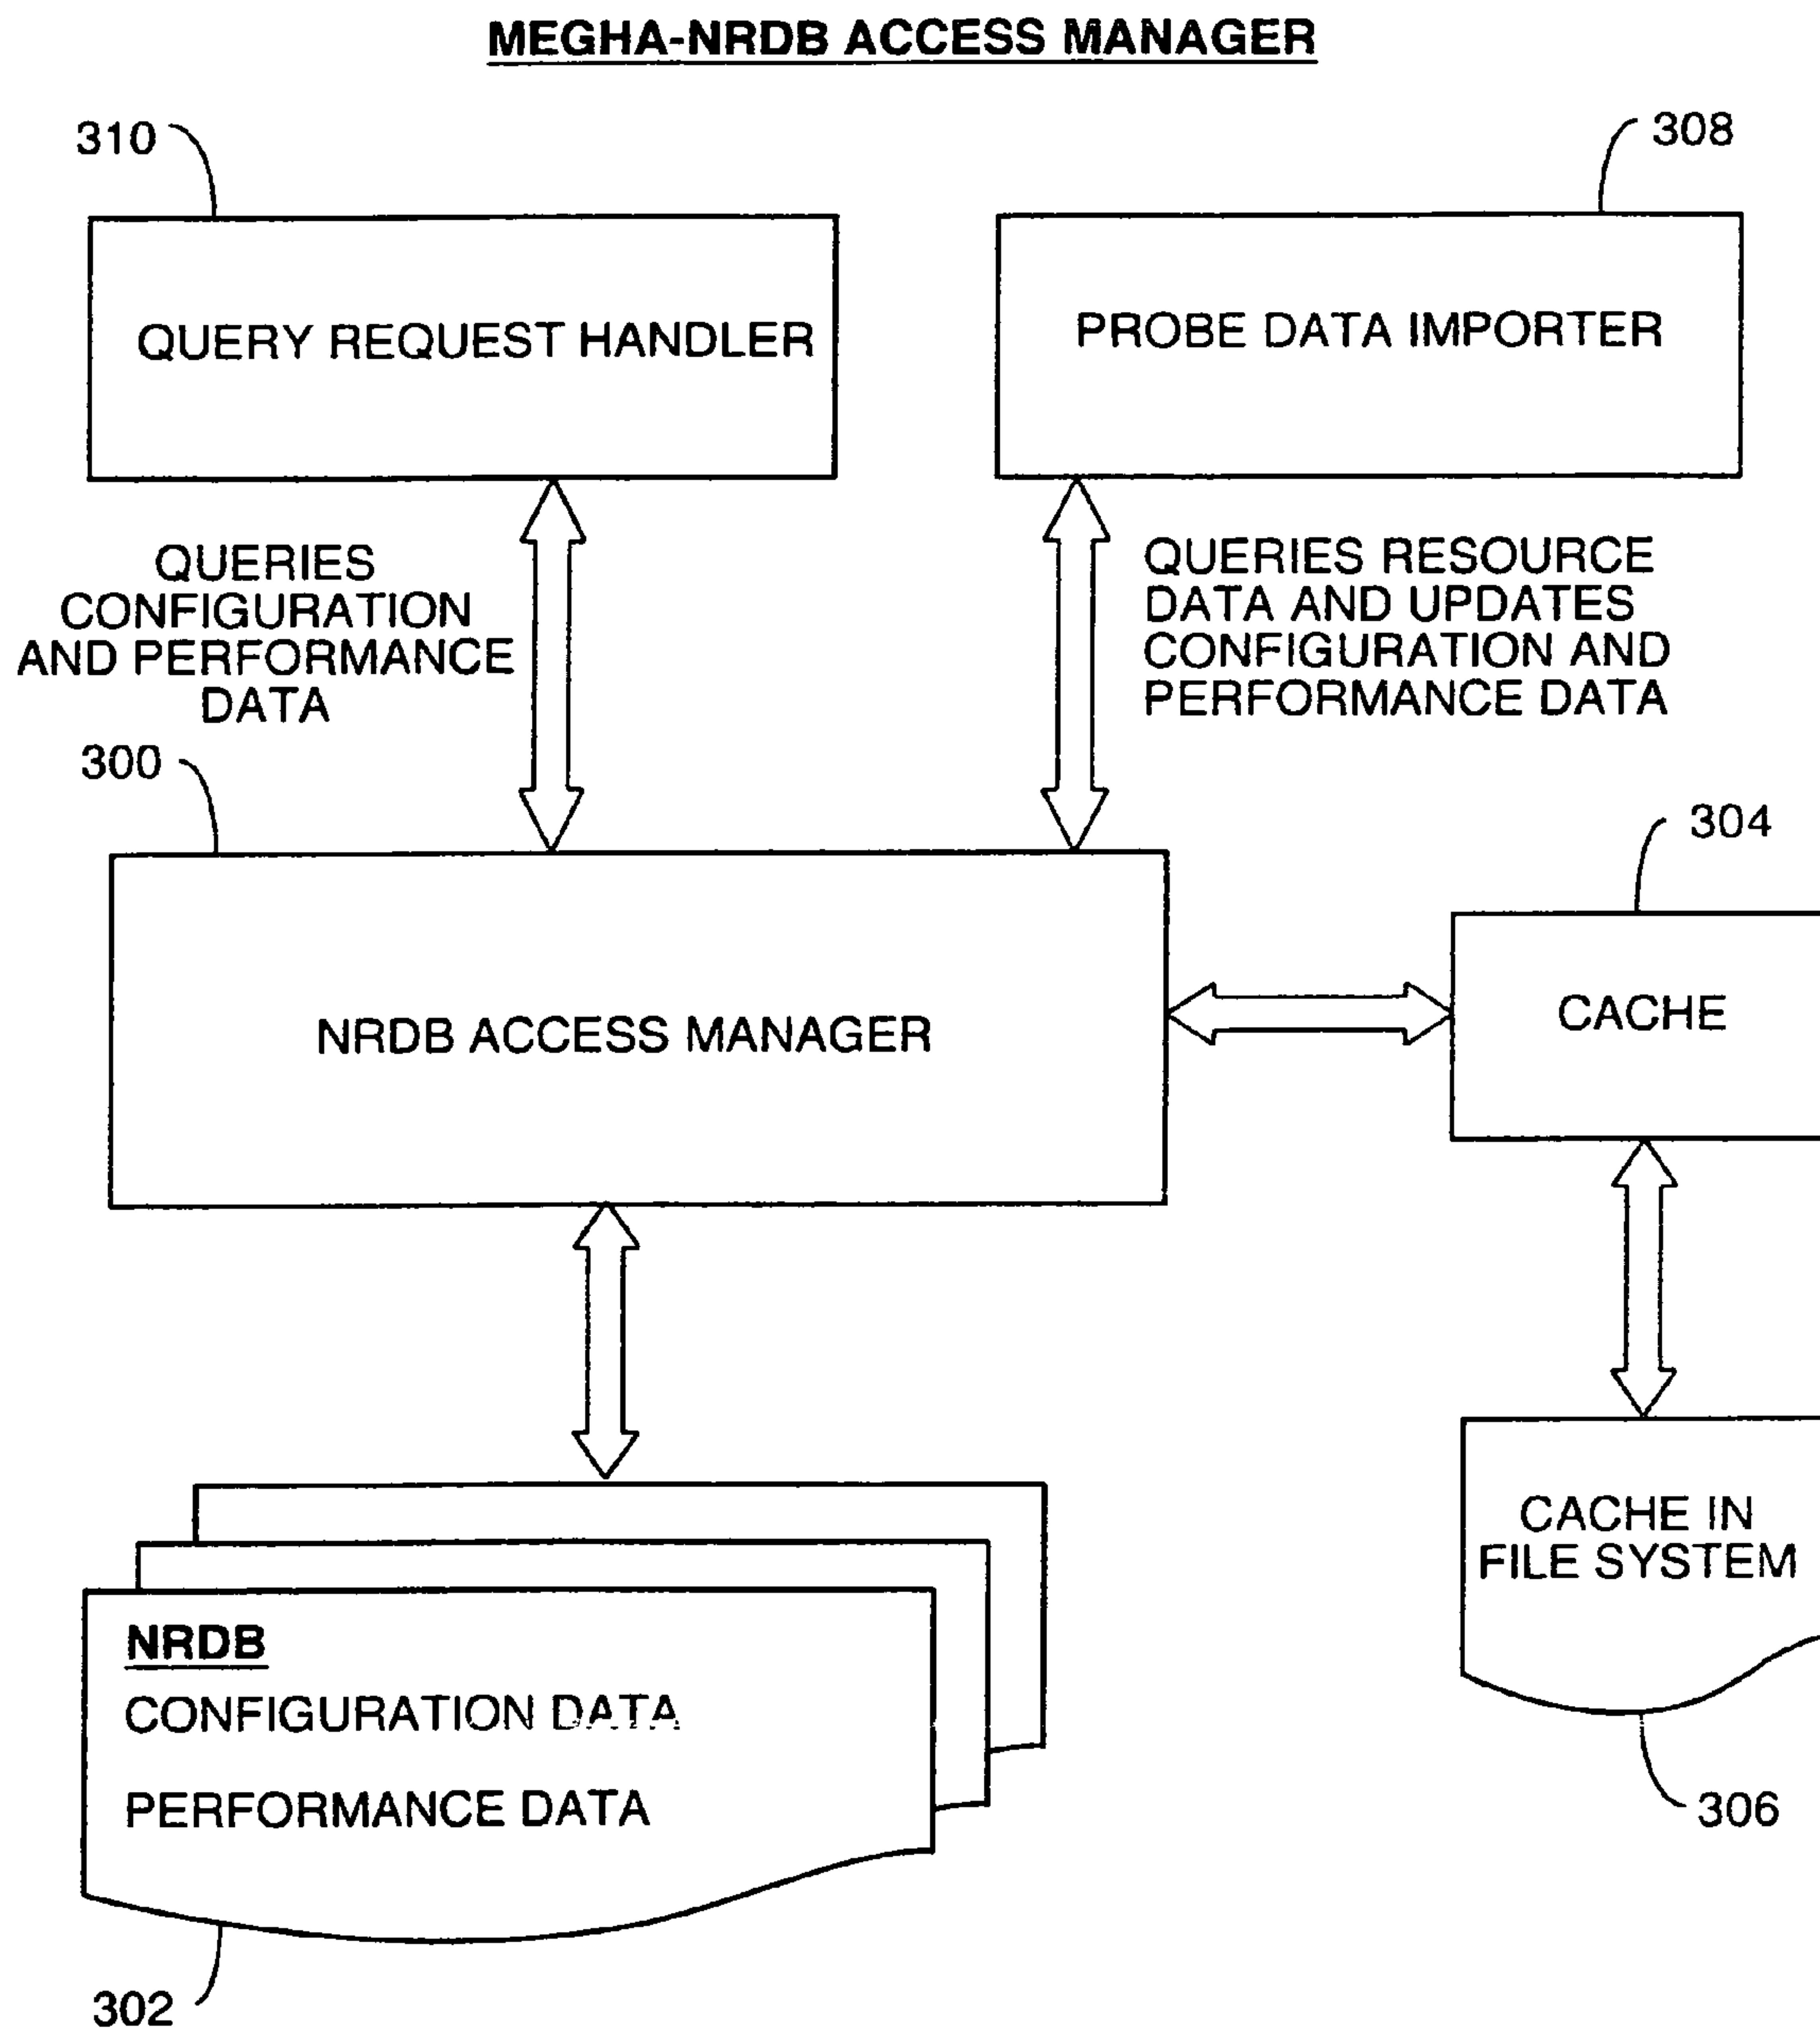 MEGHA-NRDB ACCESS MANAGER
310
308
QUERY REQUEST HANDLER
PROBE DATA IMPORTER
QUERIES
CONFIGURATION
AND PERFORMANCE
DATA
QUERIES RESOURCE
DATA AND UPDATES
CONFIGURATION AND
PERFORMANCE DATA
300
304
NRDB ACCESS MANAGER
CACHE
CACHE IN
FILE SYSTEM
NRDB
CONFIGURATION DATA
PERFORMANCE DATA
306
302